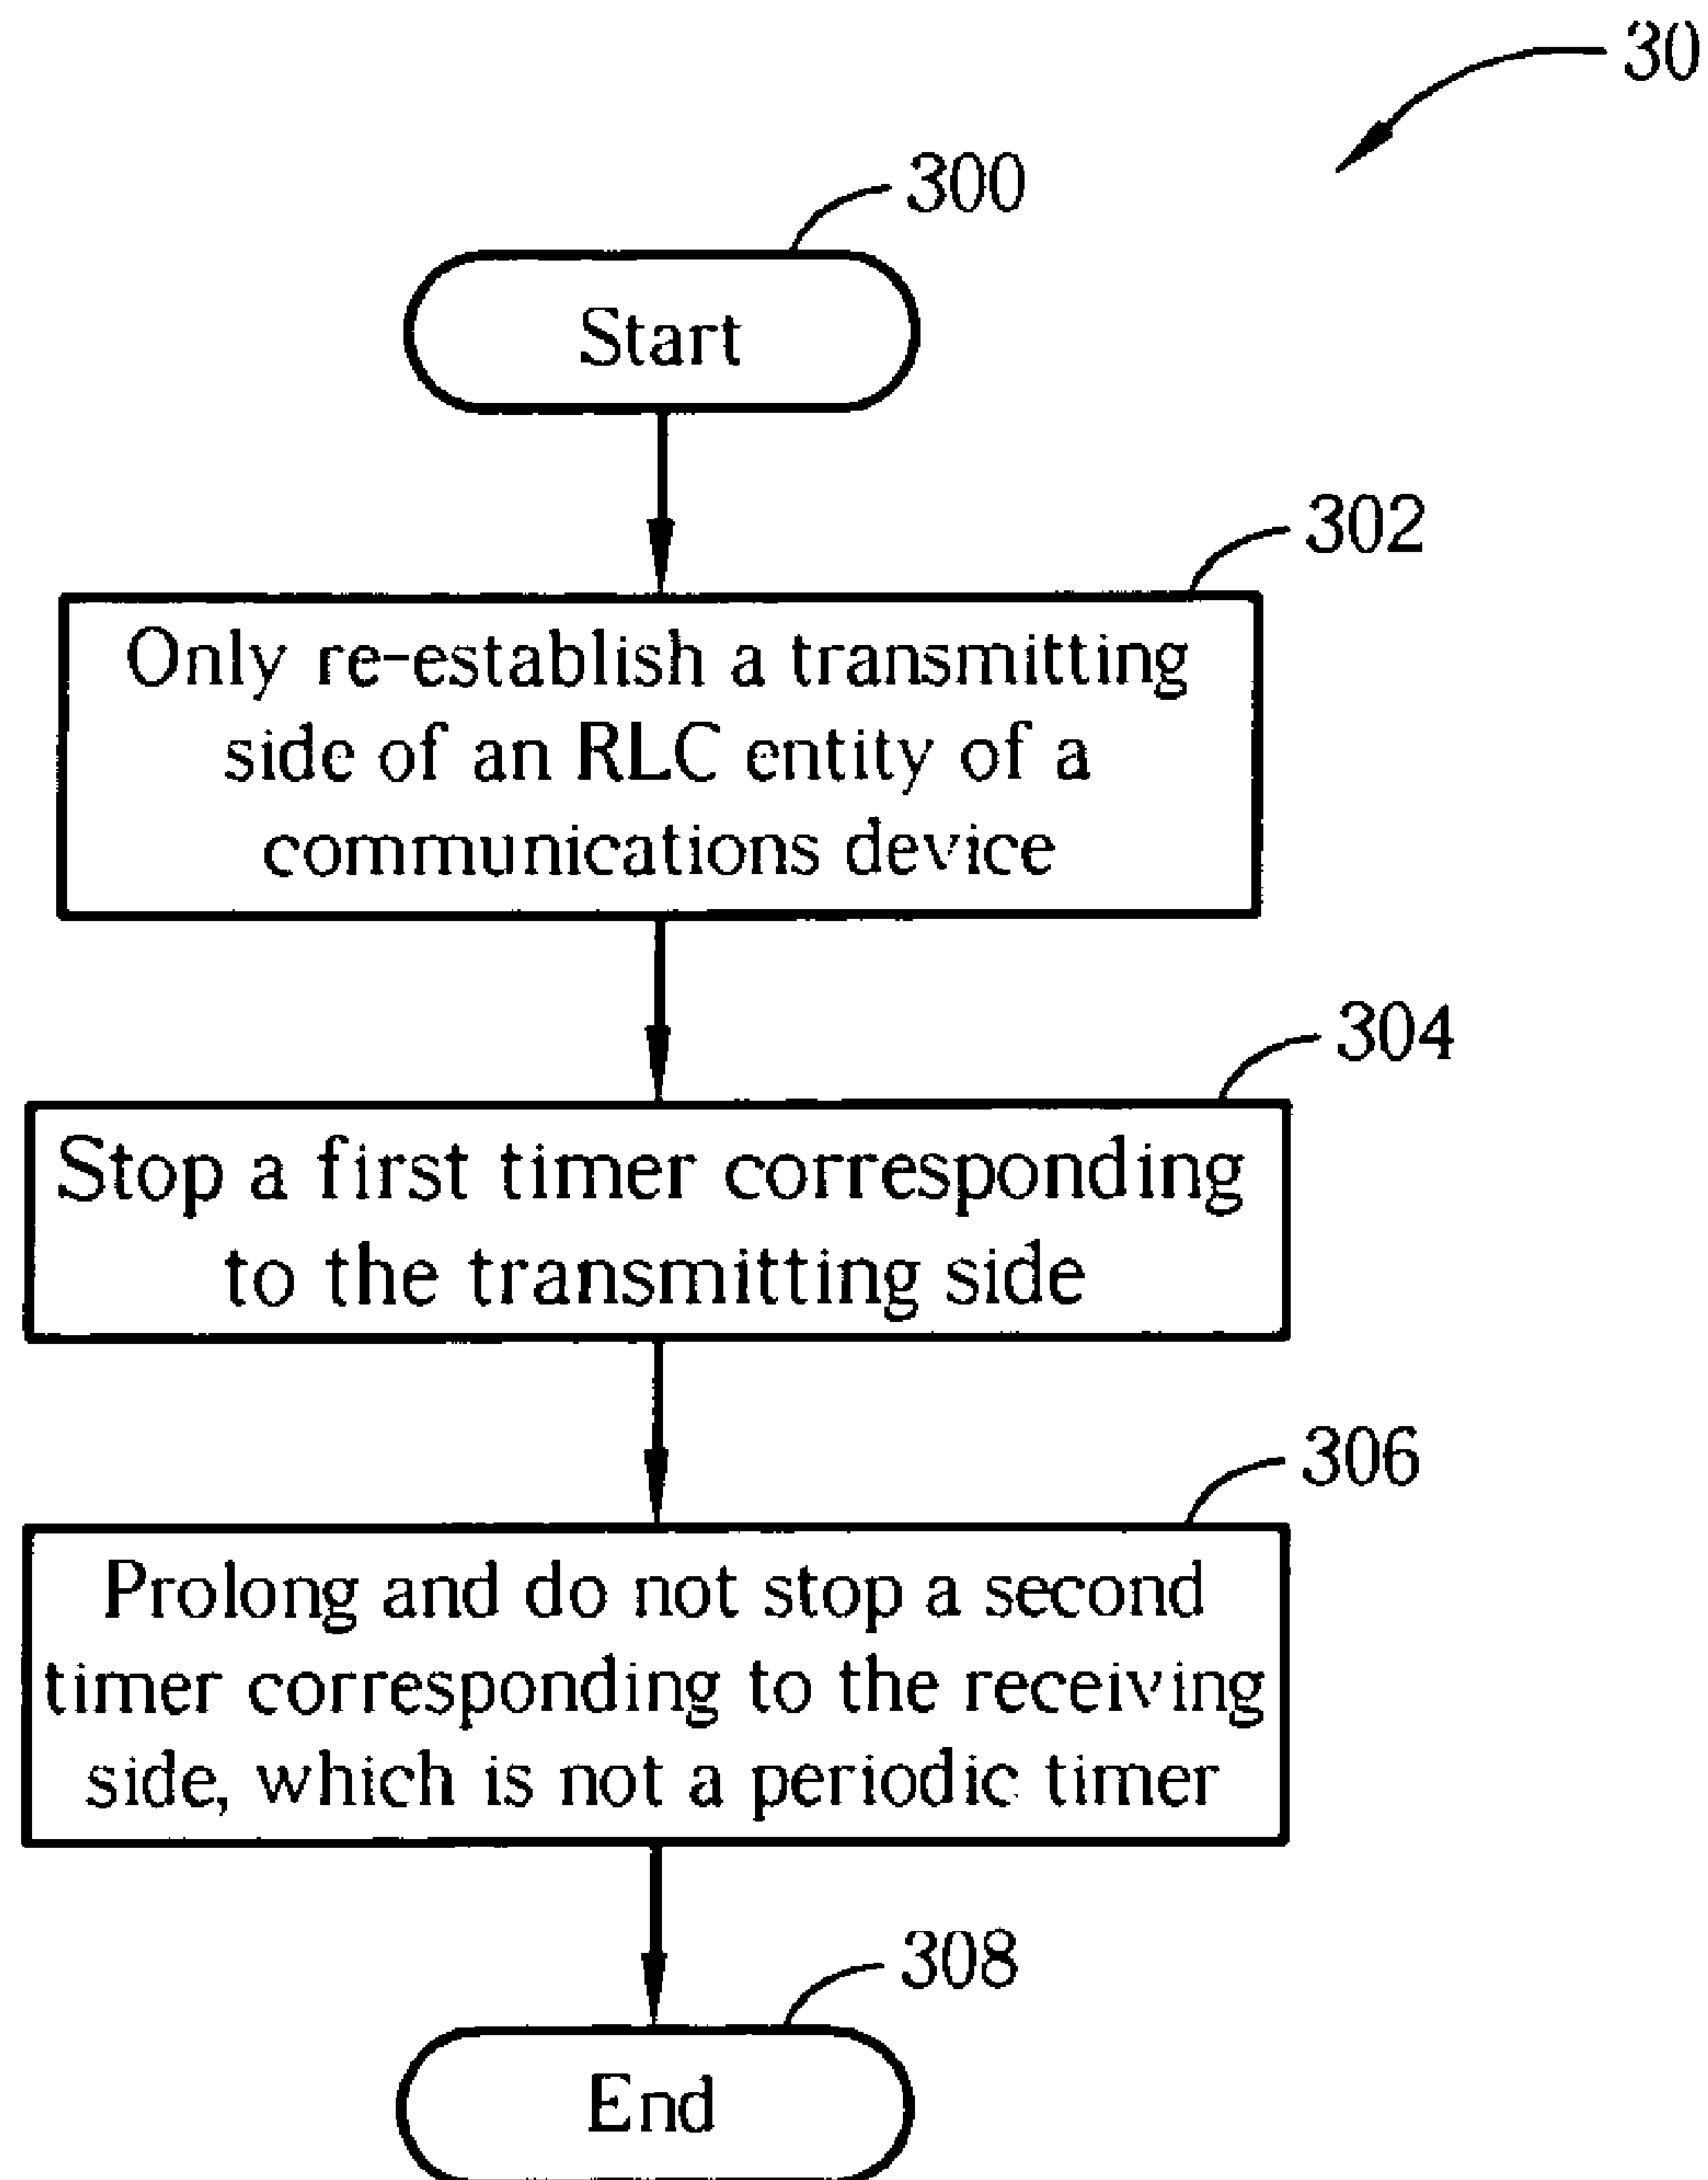 30
300
Start
302
Only re-establish a transmitting
side of an RLC entity of a
communications device
304
Stop a first timer corresponding
to the transmitting side
306
Prolong and do not stop a second
timer corresponding to the receiving
side, which is not a periodic timer
308
End